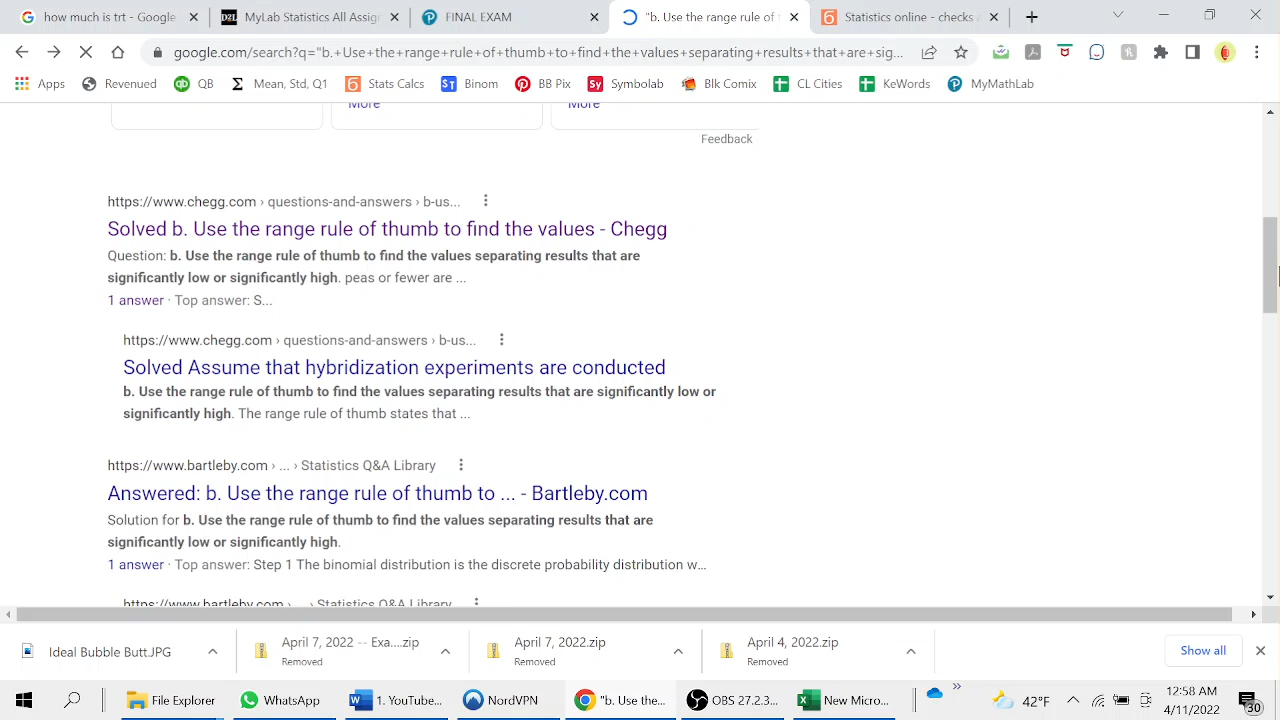 how much is t - Google
D2L MyLab Statistics All Assig
FINAL EXAM
"b. Use the range rule of
Statistics online - checks
google.com/search?q="b.+Use+the+range+rule+of+thumb+to+find+the+values+separating+results+that+are+sig...
Apps Revenued QB Mean, Std, Q1 Stats Calcs Binom BB Pix Symbolab Blk Comix CL Cities KeWords MyMathLab
More More
Feedback
https://www.chegg.com › questions-and-answers › b-us...
Solved b. Use the range rule of thumb to find the values - Chegg
Question: b. Use the range rule of thumb to find the values separating results that are
significantly low or significantly high. peas or fewer are ...
1 answer · Top answer: S...
https://www.chegg.com › questions-and-answers › b-us...
Solved Assume that hybridization experiments are conducted
b. Use the range rule of thumb to find the values separating results that are significantly low or
significantly high. The range rule of thumb states that ...
https://www.bartleby.com › ... › Statistics Q&A Library
Answered: b. Use the range rule of thumb to ... - Bartleby.com
Solution for b. Use the range rule of thumb to find the values separating results that are
significantly low or significantly high.
1 answer · Top answer: Step 1 The binomial distribution is the discrete probability distribution w...
https://www.bartleby.com › ... › Statistics Q&A Library
Ideal Bubble Butt.JPG
April 7, 2022 -- Exa....zip
Removed
April 7, 2022.zip
Removed
April 4, 2022.zip
Removed
Show all
File Explorer WhatsApp 1. YouTube... NordVPN "b. Use the... OBS 27.2.3... New Micro... 42°F
12:58 AM
4/11/2022
30